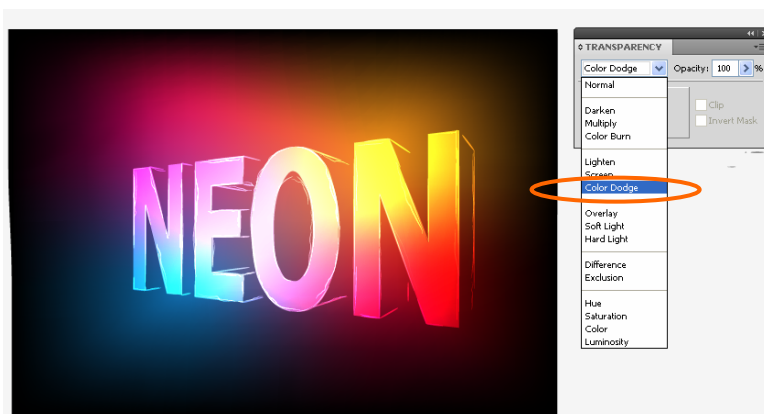 NEON
TRANSPARENCY
Color Dodge Opacity: 100 %
Normal
Clip
Darken
Invert Mask
Multiply
Color Burn
Lighten
Screen
Color Dodge
Overlay
Soft Light
Hard Light
Difference
Exclusion
Hue
Saturation
Color
Luminosity